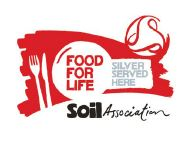 FOOD
FOR
LIFE
SILVER
SERVED
HERE
Soil Association